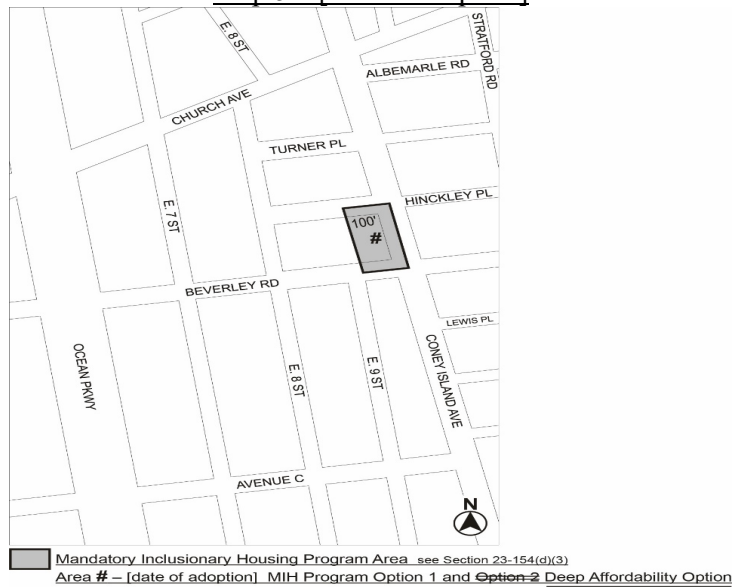 E. 8 ST
STRATFORD RD
ALBEMARLE RD
CHURCH AVE
TURNER PL
HINCKLEY PL
E. 7 ST
100'
#
BEVERLEY RD
LEWIS PL
OCEAN PKWY
E. 8 ST
E. 9 ST
CONEY ISLAND AVE
AVENUE C
N
Mandatory Inclusionary Housing Program Area see Section 23-154(d)(3)
Area # – [date of adoption] MIH Program Option 1 and Option 2 Deep Affordability Option